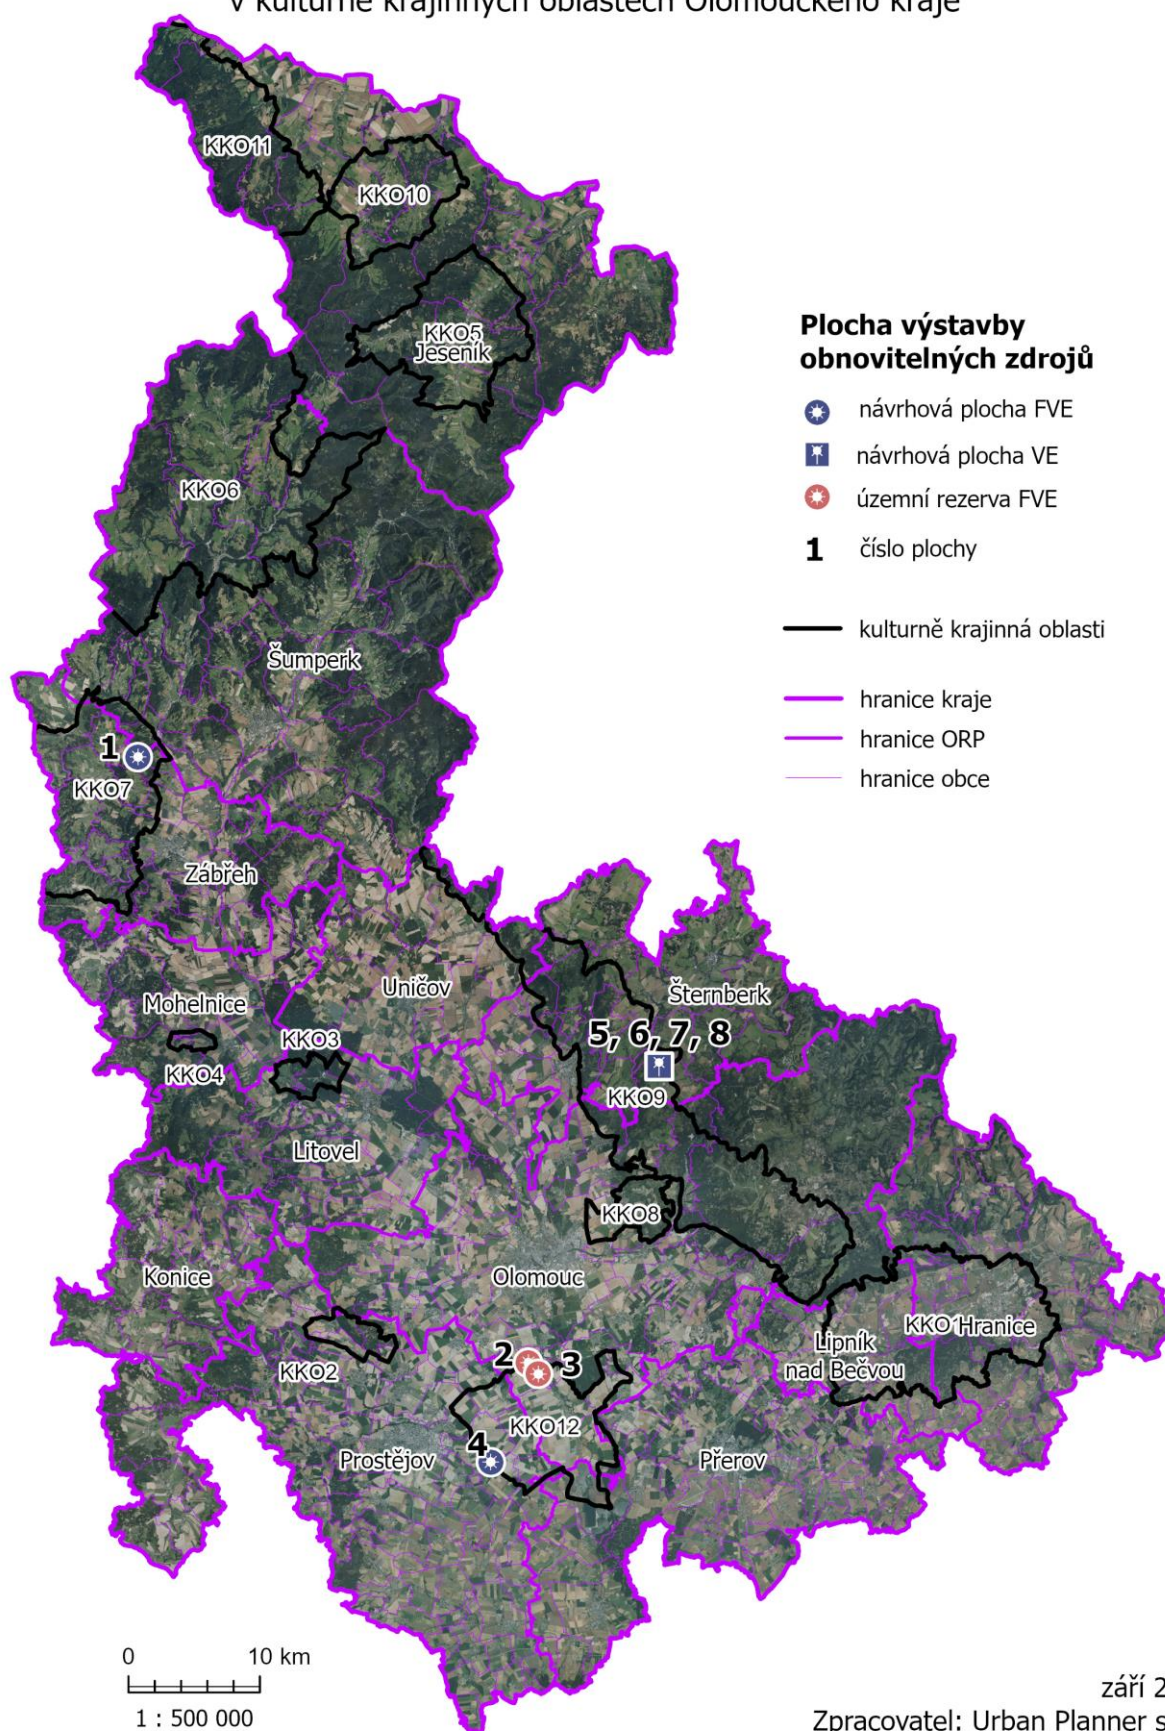 v kulturně krajinných oblastech Olomouckého kraje
KKO11
KKO10
KKO5
Jeseník
Plocha výstavby
obnovitelných zdrojů
návrhová plocha FVE
návrhová plocha VE
územní rezerva FVE
1 číslo plochy
kulturně krajinná oblasti
hranice kraje
hranice ORP
hranice obce
KKO6
Šumperk
1
KKO7
Zábřeh
Uničov
Šternberk
Mohelnice
5, 6, 7, 8
KKO3
KKO4
KKO9
Litovel
KKO8
Konice
Olomouc
KKO1
Hranice
Lipník
nad Bečvou
2
3
KKO2
KKO12
4
Prostějov
Přerov
0 10 km
1 : 500 000
září 2
Zpracovatel: Urban Planner s